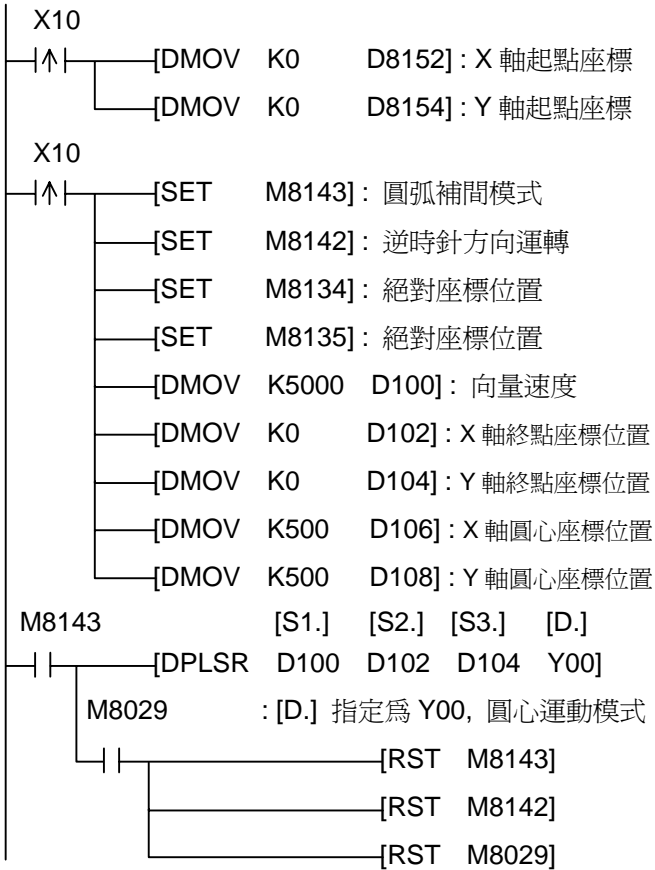 X10
[DMOV K0 D8152] : X 軸起點座標
[DMOV K0 D8154] : Y 軸起點座標
X10
[SET M8143] : 圓弧補間模式
[SET M8142] : 逆時針方向運轉
[SET M8134] : 絕對座標位置
[SET M8135] : 絕對座標位置
[DMOV K5000 D100] : 向量速度
[DMOV K0 D102] : X 軸終點座標位置
[DMOV K0 D104] : Y 軸終點座標位置
[DMOV K500 D106] : X 軸圓心座標位置
[DMOV K500 D108] : Y 軸圓心座標位置
M8143 [S1.] [S2.] [S3.] [D.]
[DPLSR D100 D102 D104 Y00]
M8029 : [D.] 指定爲 Y00, 圓心運動模式
[RST M8143]
[RST M8142]
[RST M8029]